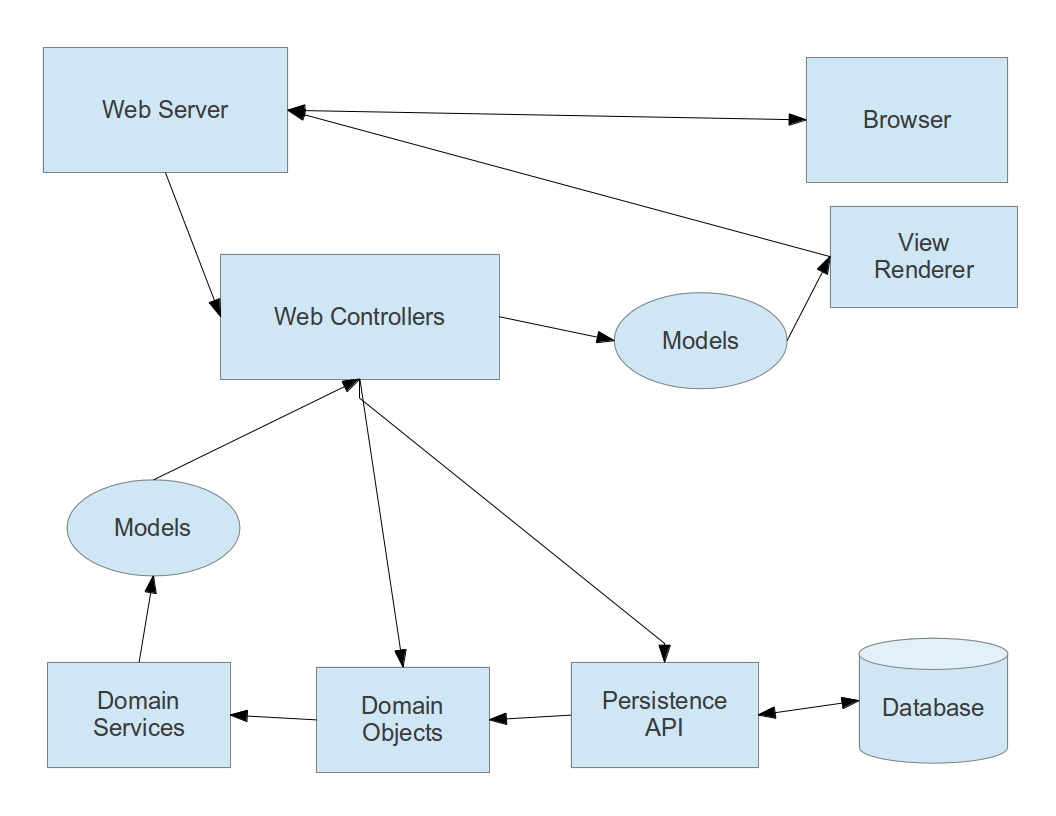 Web Server
Browser
View
Renderer
Web Controllers
Models
Models
Domain
Services
Domain
Objects
Persistence
API
Database